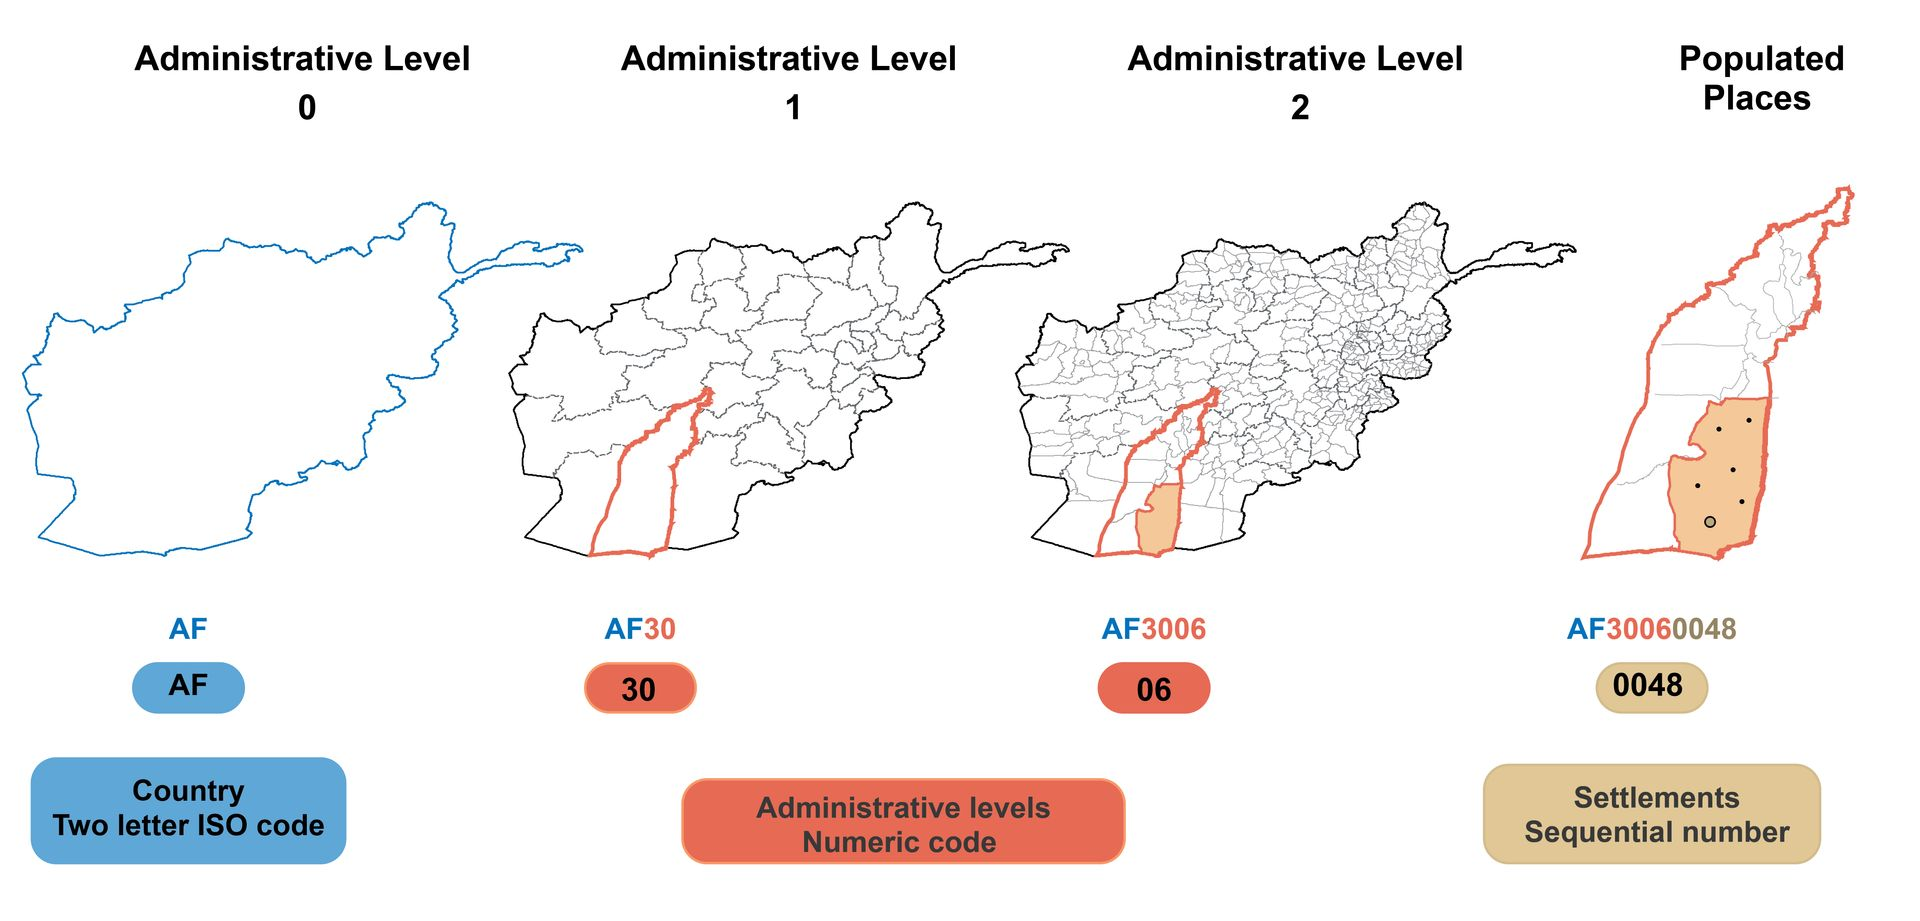 Administrative Level
0
Administrative Level
1
Administrative Level
2
Populated
Places
AF
AF30
AF3006
AF30060048
AF
30
06
0048
Country
Two letter ISO code
Administrative levels
Numeric code
Settlements
Sequential number